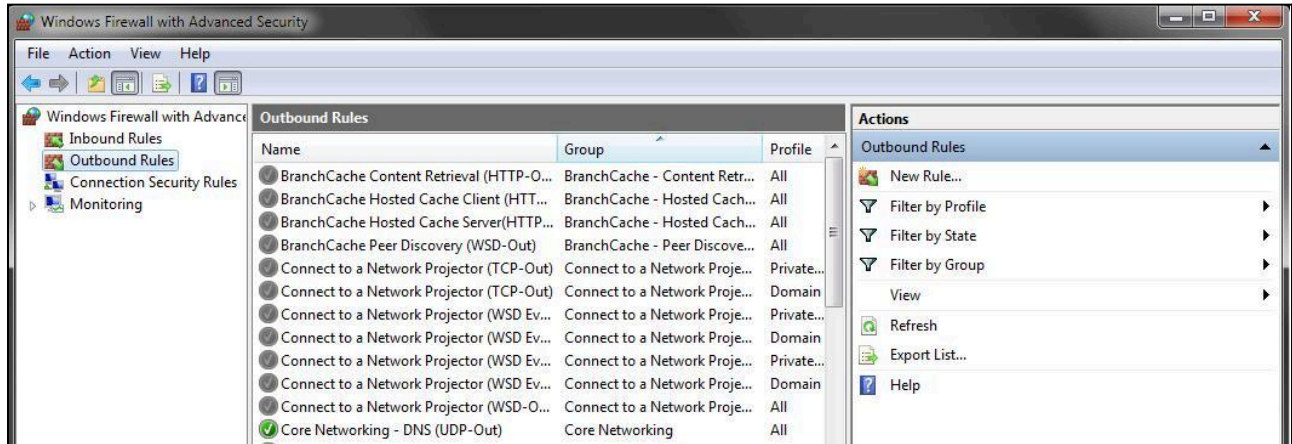 Windows Firewall with Advanced Security
File Action View Help
Windows Firewall with Advance
Inbound Rules
Outbound Rules
Connection Security Rules
Monitoring
Outbound Rules
Name Group Profile
BranchCache Content Retrieval (HTTP-O... BranchCache - Content Retr... All
BranchCache Hosted Cache Client (HTT... BranchCache - Hosted Cach... All
BranchCache Hosted Cache Server(HTTP... BranchCache - Hosted Cach... All
BranchCache Peer Discovery (WSD-Out) BranchCache - Peer Discove... All
Connect to a Network Projector (TCP-Out) Connect to a Network Proje... Private...
Connect to a Network Projector (TCP-Out) Connect to a Network Proje... Domain
Connect to a Network Projector (WSD Ev... Connect to a Network Proje... Private...
Connect to a Network Projector (WSD Ev... Connect to a Network Proje... Domain
Connect to a Network Projector (WSD Ev... Connect to a Network Proje... Private...
Connect to a Network Projector (WSD Ev... Connect to a Network Proje... Domain
Connect to a Network Projector (WSD-O... Connect to a Network Proje... All
Core Networking - DNS (UDP-Out) Core Networking All
Actions
Outbound Rules
New Rule...
Filter by Profile
Filter by State
Filter by Group
View
Refresh
Export List...
Help